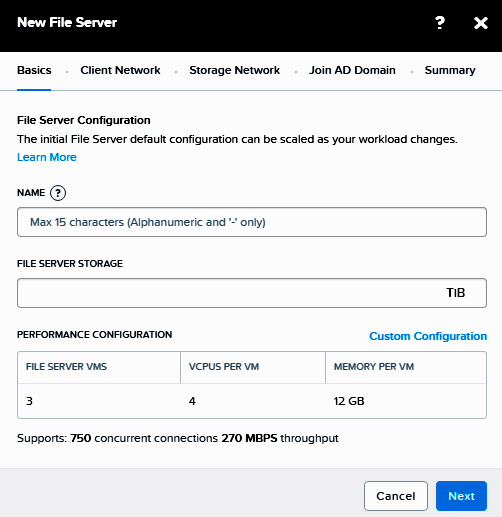 New File Server ? ×
Basics · Client Network · Storage Network · Join AD Domain · Summary
File Server Configuration
The initial File Server default configuration can be scaled as your workload changes.
Learn More
NAME ?
Max 15 characters (Alphanumeric and '-' only)
FILE SERVER STORAGE
TiB
PERFORMANCE CONFIGURATION Custom Configuration
FILE SERVER VMS VCPUS PER VM MEMORY PER VM
3 4 12 GB
Supports: 750 concurrent connections 270 MBPS throughput
Cancel Next